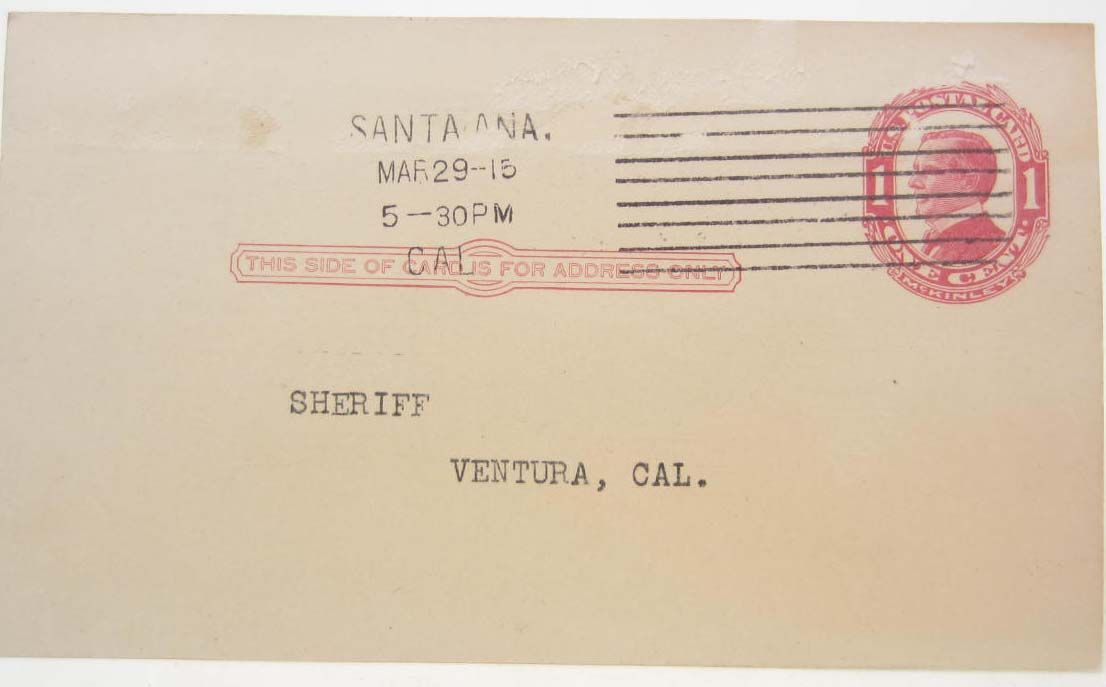 SANTA ANA.
MAR 29-15
5-30PM
CAL
U.S. POSTAL CARD
1 1
ONE CENT.
McKINLEY
THIS SIDE OF CARD IS FOR ADDRESS ONLY
SHERIFF
VENTURA, CAL.